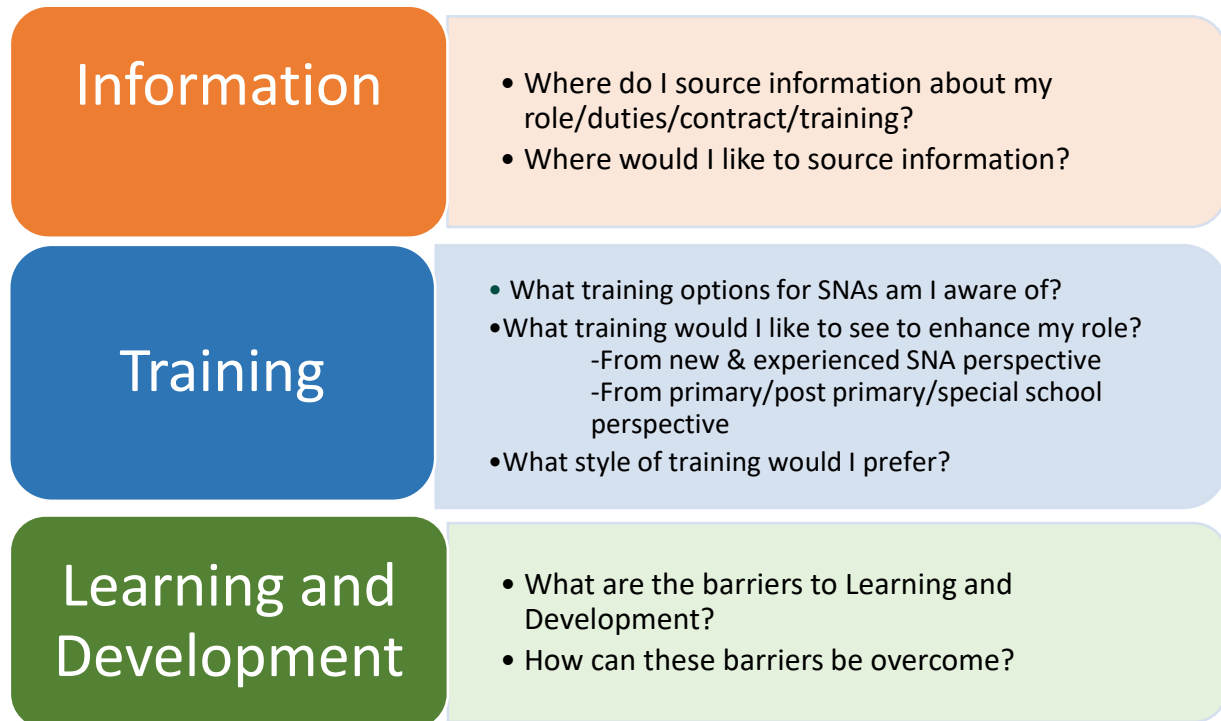 Information
• Where do I source information about my
role/duties/contract/training?
• Where would I like to source information?
Training
• What training options for SNAs am I aware of?
•What training would I like to see to enhance my role?
-From new & experienced SNA perspective
-From primary/post primary/special school
perspective
•What style of training would I prefer?
Learning and
Development
• What are the barriers to Learning and
Development?
• How can these barriers be overcome?